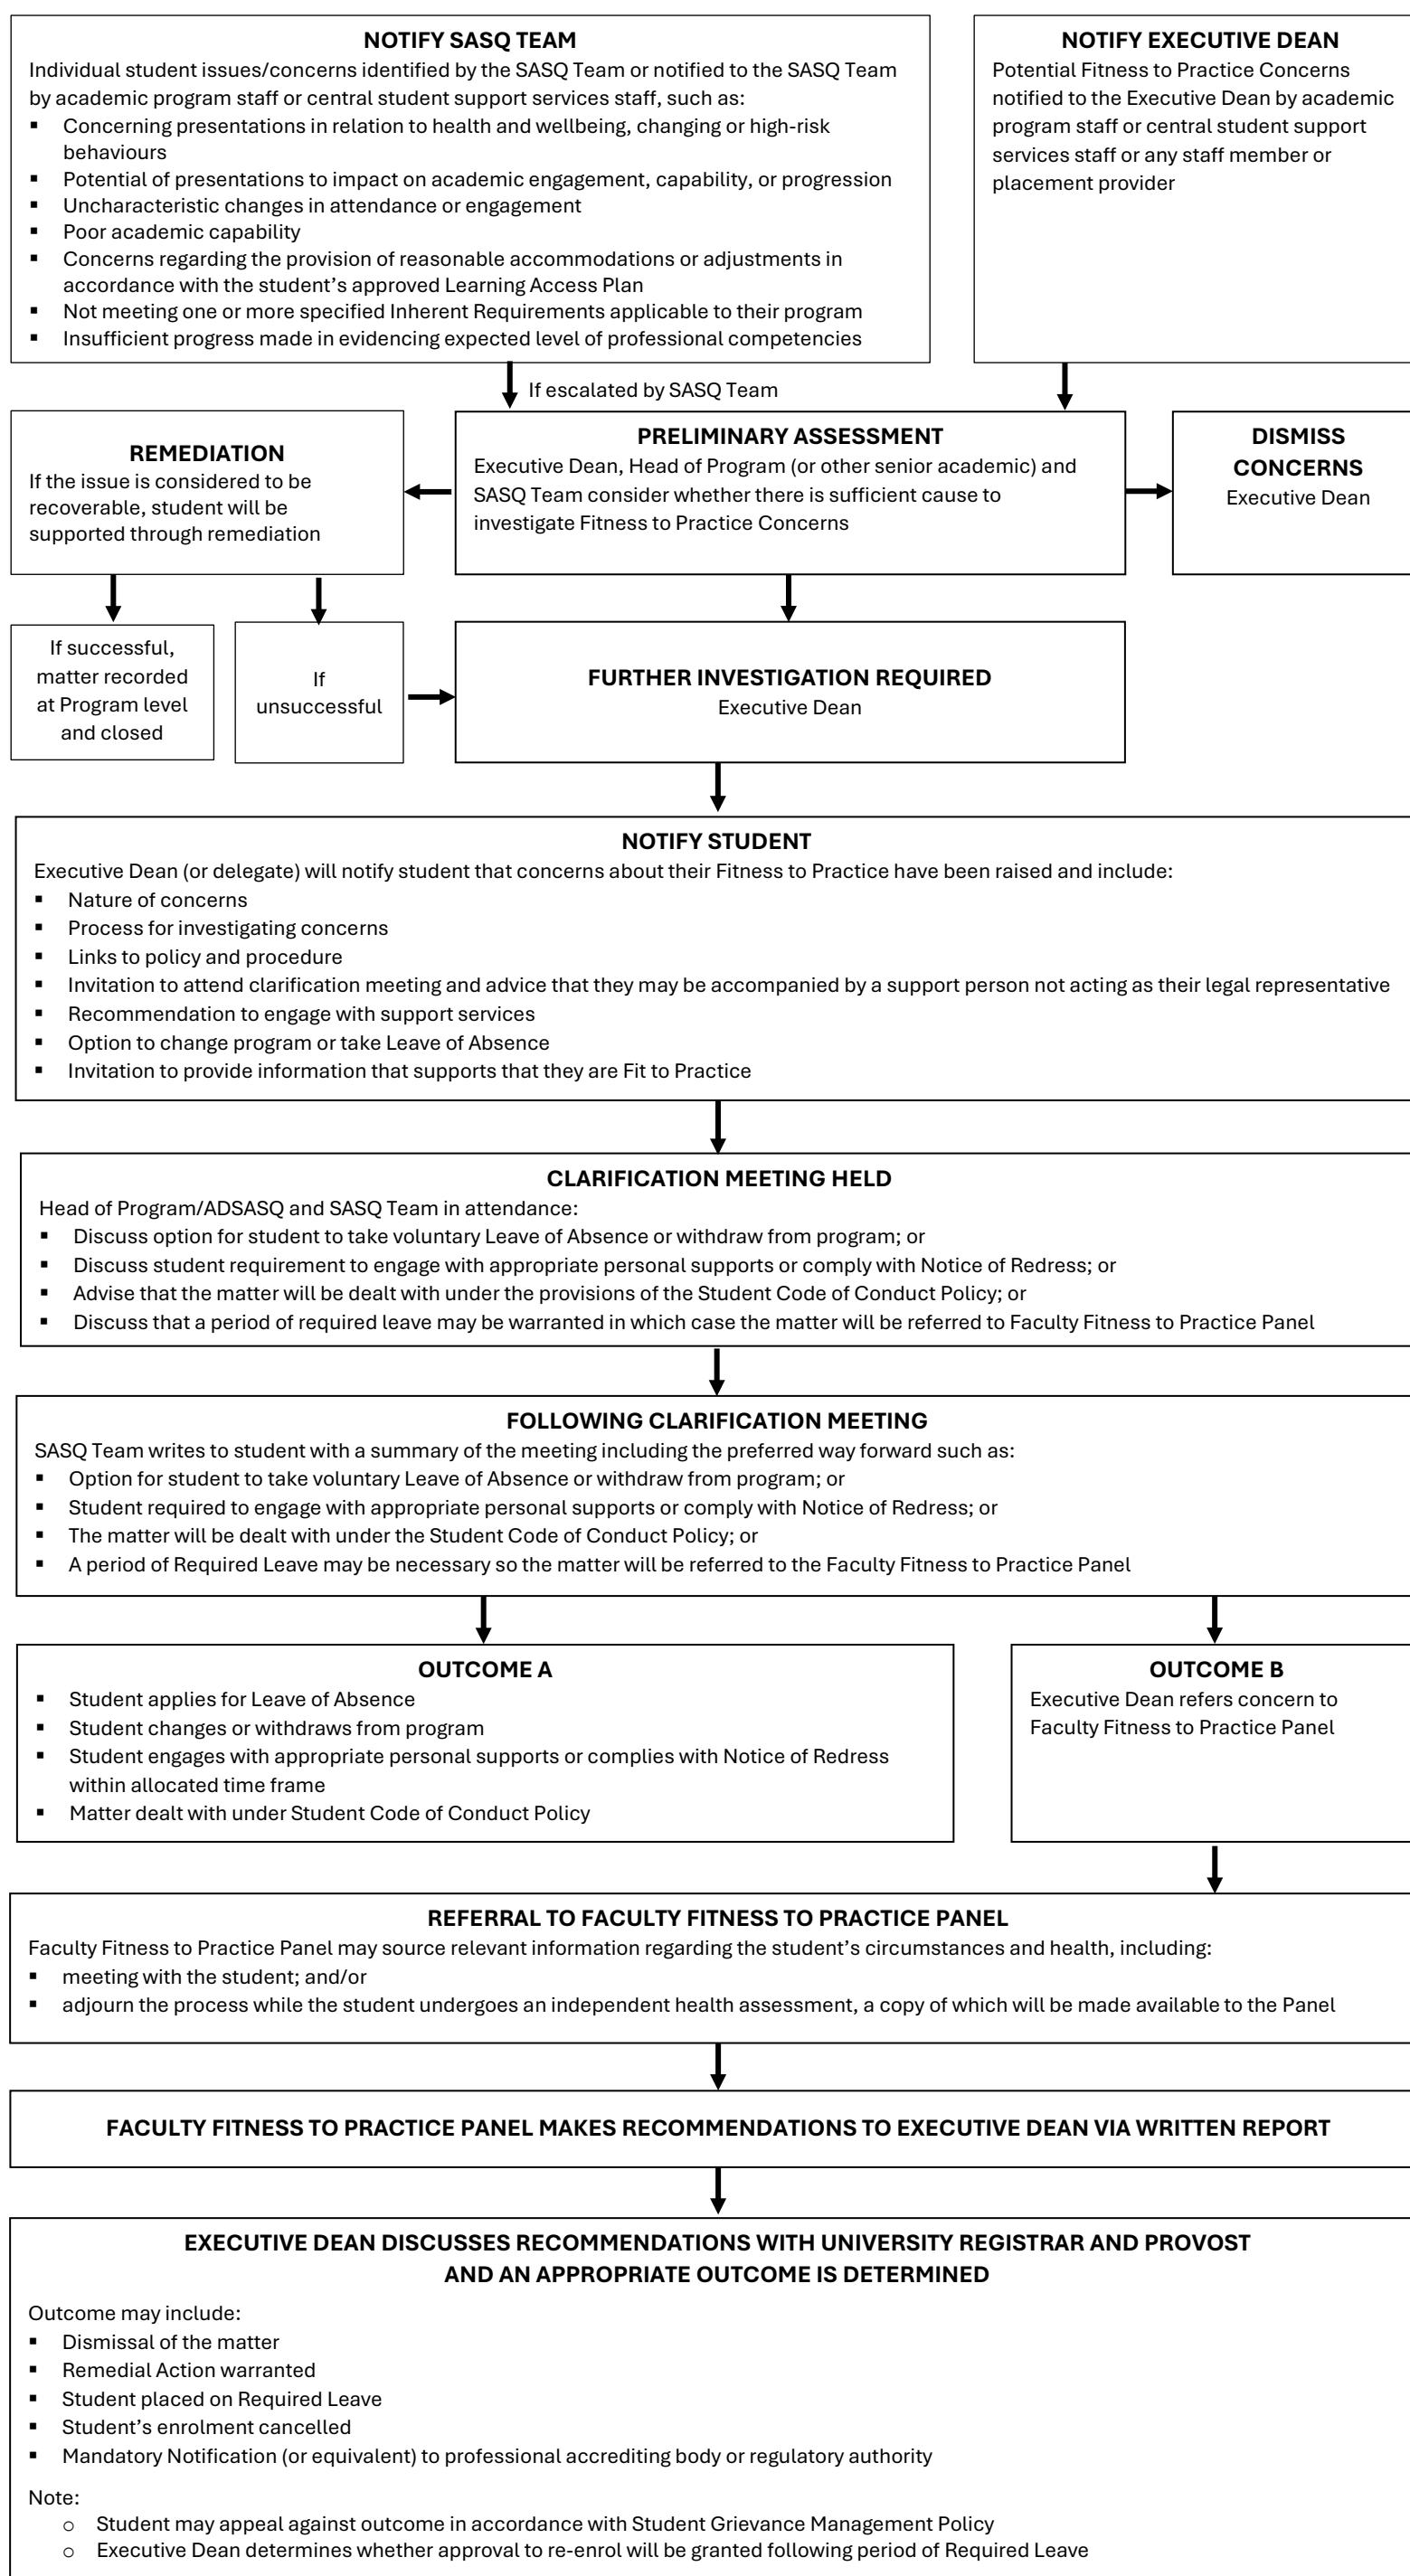 NOTIFY SASQ TEAM
Individual student issues/concerns identified by the SASQ Team or notified to the SASQ Team
by academic program staff or central student support services staff, such as:
▪ Concerning presentations in relation to health and wellbeing, changing or high-risk
behaviours
▪ Potential of presentations to impact on academic engagement, capability, or progression
▪ Uncharacteristic changes in attendance or engagement
▪ Poor academic capability
▪ Concerns regarding the provision of reasonable accommodations or adjustments in
accordance with the student’s approved Learning Access Plan
▪ Not meeting one or more specified Inherent Requirements applicable to their program
▪ Insufficient progress made in evidencing expected level of professional competencies
NOTIFY EXECUTIVE DEAN
Potential Fitness to Practice Concerns
notified to the Executive Dean by academic
program staff or central student support
services staff or any staff member or
placement provider
If escalated by SASQ Team
REMEDIATION
If the issue is considered to be
recoverable, student will be
supported through remediation
PRELIMINARY ASSESSMENT
Executive Dean, Head of Program (or other senior academic) and
SASQ Team consider whether there is sufficient cause to
investigate Fitness to Practice Concerns
DISMISS
CONCERNS
Executive Dean
If successful,
matter recorded
at Program level
and closed
If
unsuccessful
FURTHER INVESTIGATION REQUIRED
Executive Dean
NOTIFY STUDENT
Executive Dean (or delegate) will notify student that concerns about their Fitness to Practice have been raised and include:
▪ Nature of concerns
▪ Process for investigating concerns
▪ Links to policy and procedure
▪ Invitation to attend clarification meeting and advice that they may be accompanied by a support person not acting as their legal representative
▪ Recommendation to engage with support services
▪ Option to change program or take Leave of Absence
▪ Invitation to provide information that supports that they are Fit to Practice
CLARIFICATION MEETING HELD
Head of Program/ADSASQ and SASQ Team in attendance:
▪ Discuss option for student to take voluntary Leave of Absence or withdraw from program; or
▪ Discuss student requirement to engage with appropriate personal supports or comply with Notice of Redress; or
▪ Advise that the matter will be dealt with under the provisions of the Student Code of Conduct Policy; or
▪ Discuss that a period of required leave may be warranted in which case the matter will be referred to Faculty Fitness to Practice Panel
FOLLOWING CLARIFICATION MEETING
SASQ Team writes to student with a summary of the meeting including the preferred way forward such as:
▪ Option for student to take voluntary Leave of Absence or withdraw from program; or
▪ Student required to engage with appropriate personal supports or comply with Notice of Redress; or
▪ The matter will be dealt with under the Student Code of Conduct Policy; or
▪ A period of Required Leave may be necessary so the matter will be referred to the Faculty Fitness to Practice Panel
OUTCOME A
▪ Student applies for Leave of Absence
▪ Student changes or withdraws from program
▪ Student engages with appropriate personal supports or complies with Notice of Redress
within allocated time frame
▪ Matter dealt with under Student Code of Conduct Policy
OUTCOME B
Executive Dean refers concern to
Faculty Fitness to Practice Panel
REFERRAL TO FACULTY FITNESS TO PRACTICE PANEL
Faculty Fitness to Practice Panel may source relevant information regarding the student’s circumstances and health, including:
▪ meeting with the student; and/or
▪ adjourn the process while the student undergoes an independent health assessment, a copy of which will be made available to the Panel
FACULTY FITNESS TO PRACTICE PANEL MAKES RECOMMENDATIONS TO EXECUTIVE DEAN VIA WRITTEN REPORT
EXECUTIVE DEAN DISCUSSES RECOMMENDATIONS WITH UNIVERSITY REGISTRAR AND PROVOST
AND AN APPROPRIATE OUTCOME IS DETERMINED
Outcome may include:
▪ Dismissal of the matter
▪ Remedial Action warranted
▪ Student placed on Required Leave
▪ Student’s enrolment cancelled
▪ Mandatory Notification (or equivalent) to professional accrediting body or regulatory authority
Note:
o Student may appeal against outcome in accordance with Student Grievance Management Policy
o Executive Dean determines whether approval to re-enrol will be granted following period of Required Leave